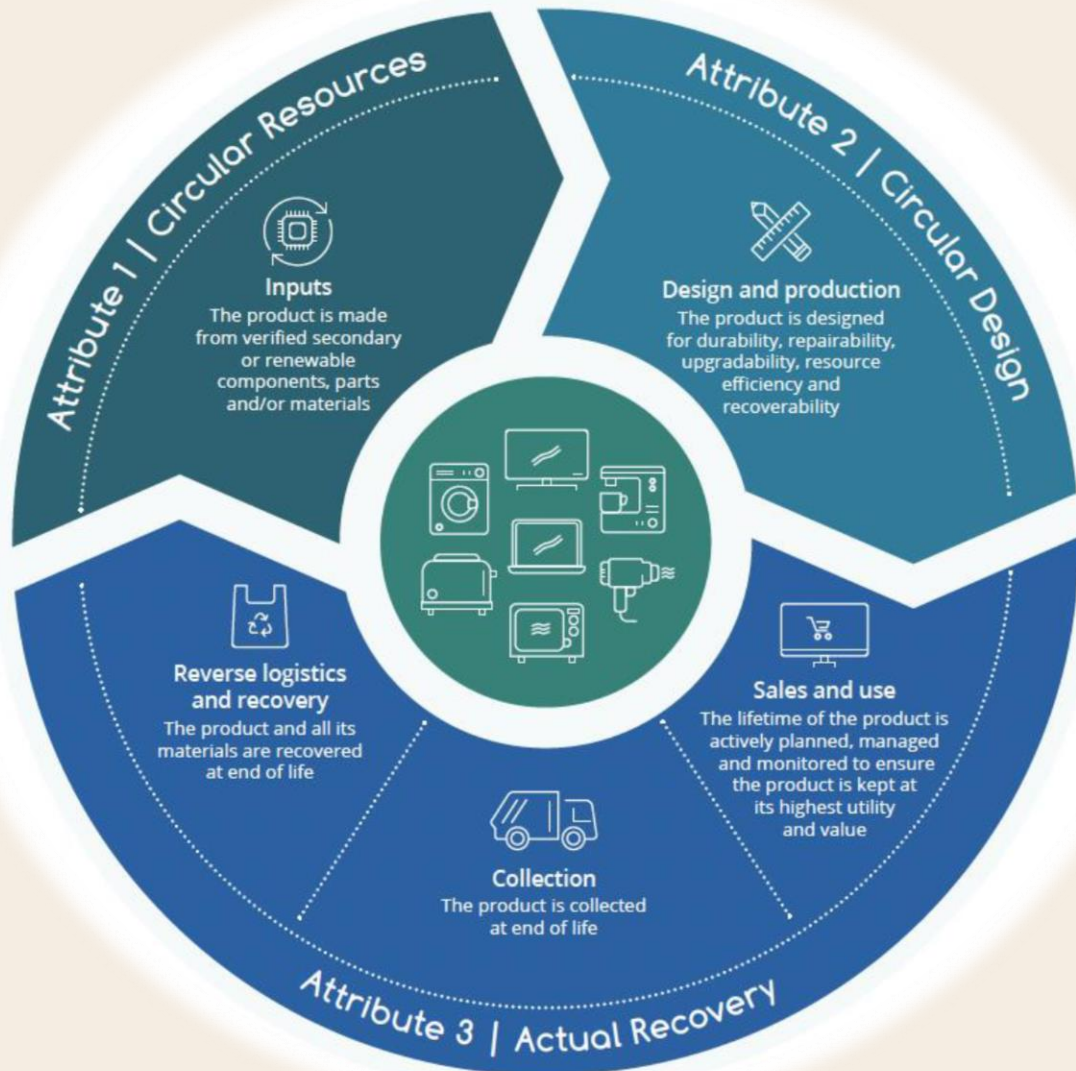 Attribute 1 | Circular Resources
Inputs
The product is made
from verified secondary
or renewable
components, parts
and/or materials
Attribute 2 | Circular Design
Design and production
The product is designed
for durability, repairability,
upgradability, resource
efficiency and
recoverability
Sales and use
The lifetime of the product is
actively planned, managed
and monitored to ensure
the product is kept at
its highest utility
and value
Collection
The product is collected
at end of life
Reverse logistics
and recovery
The product and all its
materials are recovered
at end of life
Attribute 3 | Actual Recovery